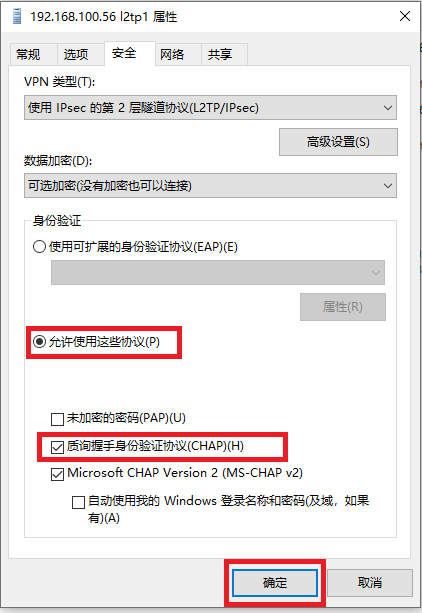 192.168.100.56 l2tp1 属性
常规 选项 安全 网络 共享
VPN 类型(T):
使用 IPsec 的第 2 层隧道协议(L2TP/IPsec)
高级设置(S)
数据加密(D):
可选加密(没有加密也可以连接)
身份验证
使用可扩展的身份验证协议(EAP)(E)
属性(R)
允许使用这些协议(P)
未加密的密码(PAP)(U)
质询握手身份验证协议(CHAP)(H)
Microsoft CHAP Version 2 (MS-CHAP v2)
自动使用我的 Windows 登录名称和密码(及域，如果
有)(A)
确定 取消